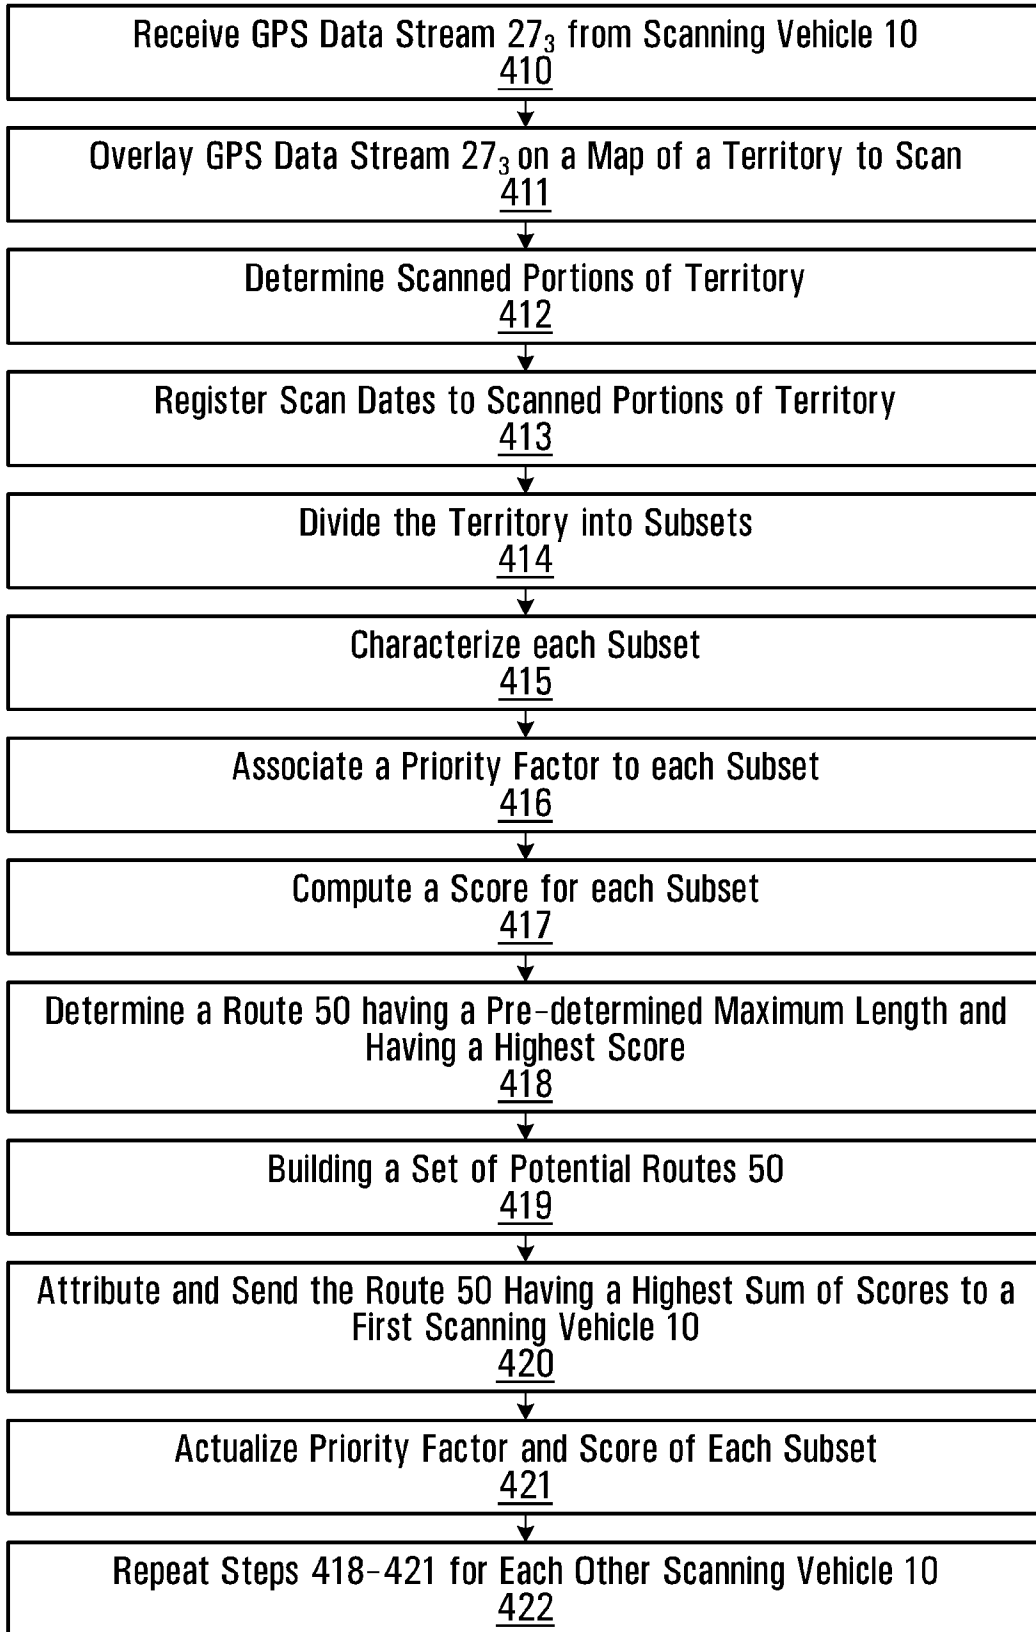 Receive GPS Data Stream 27₃ from Scanning Vehicle 10
410
Overlay GPS Data Stream 27₃ on a Map of a Territory to Scan
411
Determine Scanned Portions of Territory
412
Register Scan Dates to Scanned Portions of Territory
413
Divide the Territory into Subsets
414
Characterize each Subset
415
Associate a Priority Factor to each Subset
416
Compute a Score for each Subset
417
Determine a Route 50 having a Pre-determined Maximum Length and
Having a Highest Score
418
Building a Set of Potential Routes 50
419
Attribute and Send the Route 50 Having a Highest Sum of Scores to a
First Scanning Vehicle 10
420
Actualize Priority Factor and Score of Each Subset
421
Repeat Steps 418-421 for Each Other Scanning Vehicle 10
422